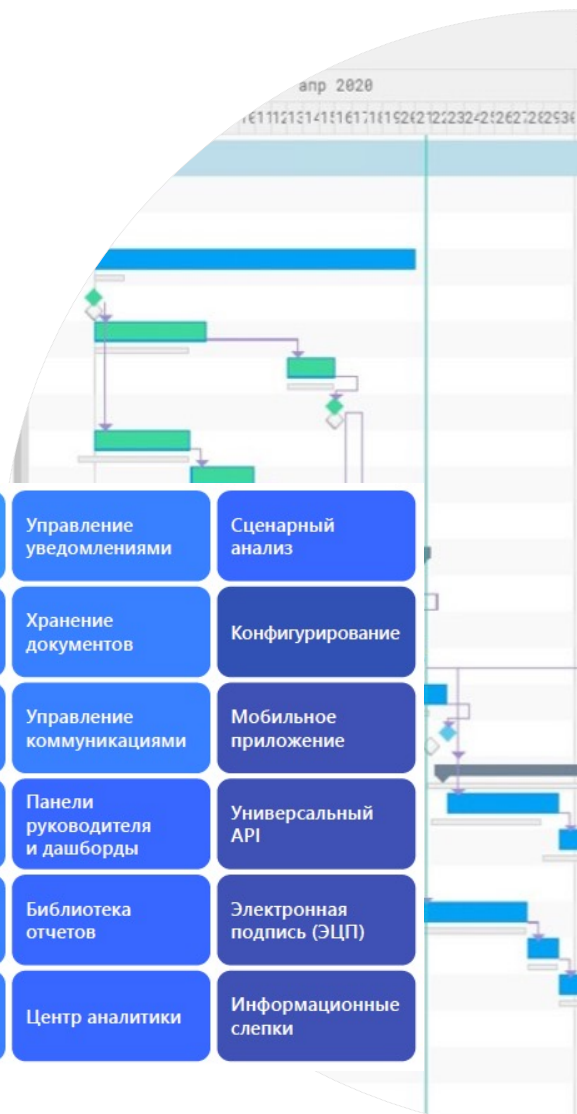 апр 2020
Управление
уведомлениями
Сценарный
анализ
Хранение
документов
Конфигурирование
Управление
коммуникациями
Мобильное
приложение
Панели
руководителя
и дашборды
Универсальный
API
Библиотека
отчетов
Электронная
подпись (ЭЦП)
Центр аналитики
Информационные
слепки